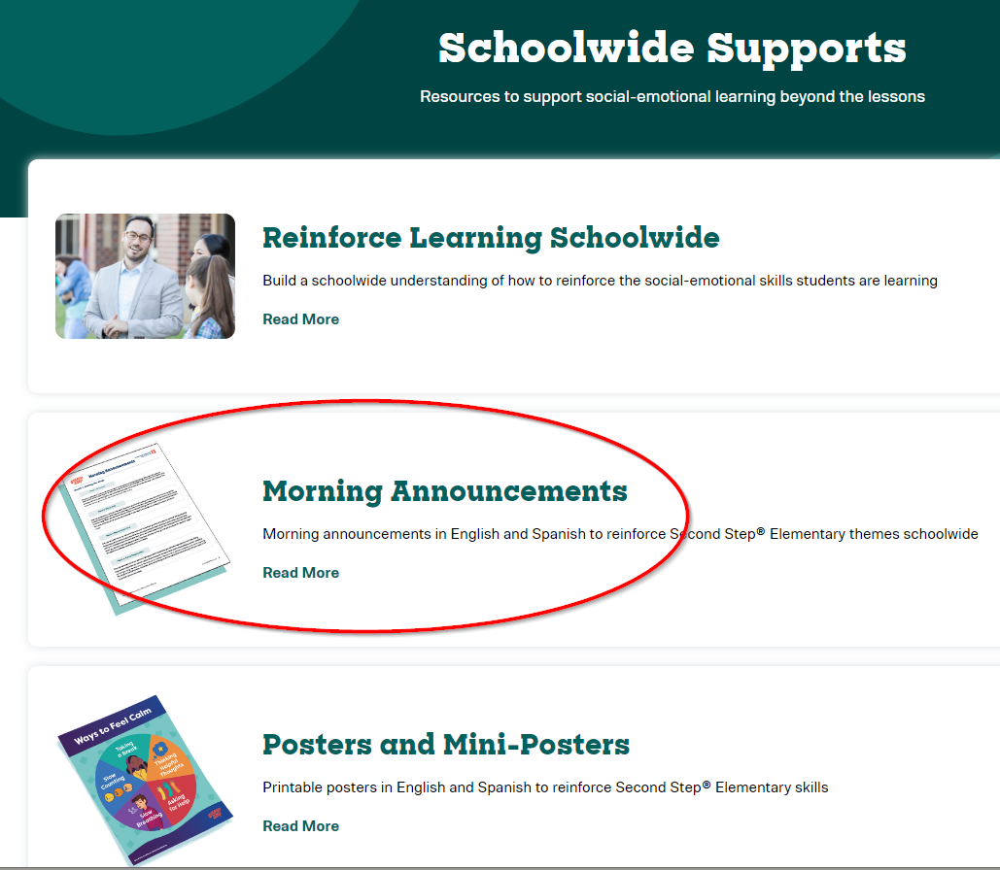 Schoolwide Supports
Resources to support social-emotional learning beyond the lessons
Reinforce Learning Schoolwide
Build a schoolwide understanding of how to reinforce the social-emotional skills students are learning
Read More
Morning Announcements
Morning Announcements
Morning announcements in English and Spanish to reinforce Second Step® Elementary themes schoolwide
Read More
Ways to Feel Calm
Taking
a Break
Thinking
Helpful
Thoughts
Slow
Counting
Asking
for Help
Slow
Breathing
Posters and Mini-Posters
Printable posters in English and Spanish to reinforce Second Step® Elementary skills
Read More